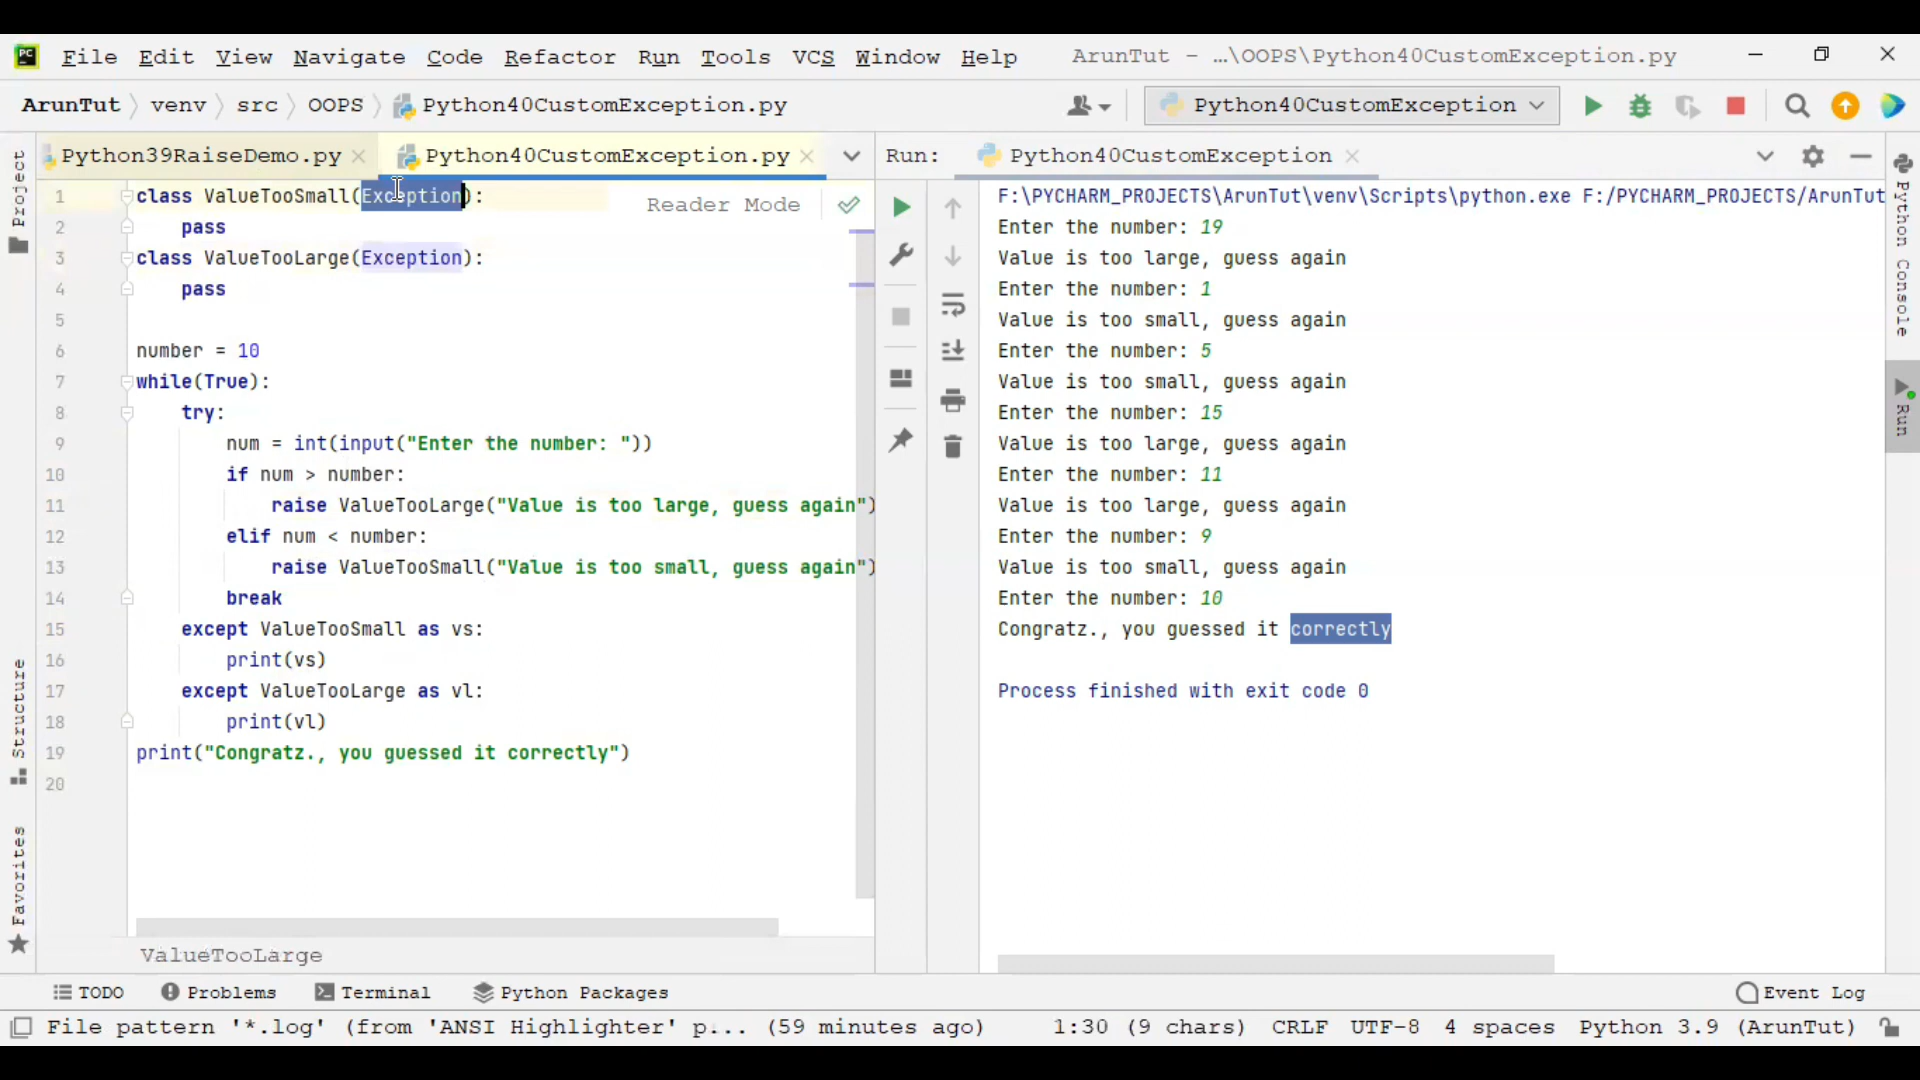 PC File Edit View Navigate Code Refactor Run Tools VCS Window Help ArunTut - ...\OOPS\Python40CustomException.py
ArunTut venv src OOPS Python40CustomException.py Python40CustomException
Project
Structure
Favorites
Python39RaiseDemo.py Python40CustomException.py
Reader Mode
1 class ValueTooSmall(Exception):
2     pass
3 class ValueTooLarge(Exception):
4     pass
5
6 number = 10
7 while(True):
8     try:
9         num = int(input("Enter the number: "))
10         if num > number:
11             raise ValueTooLarge("Value is too large, guess again")
12         elif num < number:
13             raise ValueTooSmall("Value is too small, guess again")
14         break
15     except ValueTooSmall as vs:
16         print(vs)
17     except ValueTooLarge as vl:
18         print(vl)
19 print("Congratz., you guessed it correctly")
20
ValueTooLarge
Run: Python40CustomException
F:\PYCHARM_PROJECTS\ArunTut\venv\Scripts\python.exe F:/PYCHARM_PROJECTS/ArunTut
Enter the number: 19
Value is too large, guess again
Enter the number: 1
Value is too small, guess again
Enter the number: 5
Value is too small, guess again
Enter the number: 15
Value is too large, guess again
Enter the number: 11
Value is too large, guess again
Enter the number: 9
Value is too small, guess again
Enter the number: 10
Congratz., you guessed it correctly
Process finished with exit code 0
Python Console
Run
TODO Problems Terminal Python Packages Event Log
File pattern '*.log' (from 'ANSI Highlighter' p... (59 minutes ago) 1:30 (9 chars) CRLF UTF-8 4 spaces Python 3.9 (ArunTut)